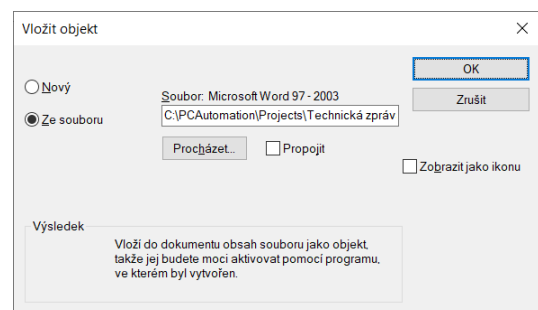 Vložit objekt
OK
Nový
Soubor: Microsoft Word 97 - 2003
Zrušit
Ze souboru
C:\PCAutomation\Projects\Technická zpráv
Procházet...
Propojit
Zobrazit jako ikonu
Výsledek
Vloží do dokumentu obsah souboru jako objekt,
takže jej budete moci aktivovat pomocí programu,
ve kterém byl vytvořen.